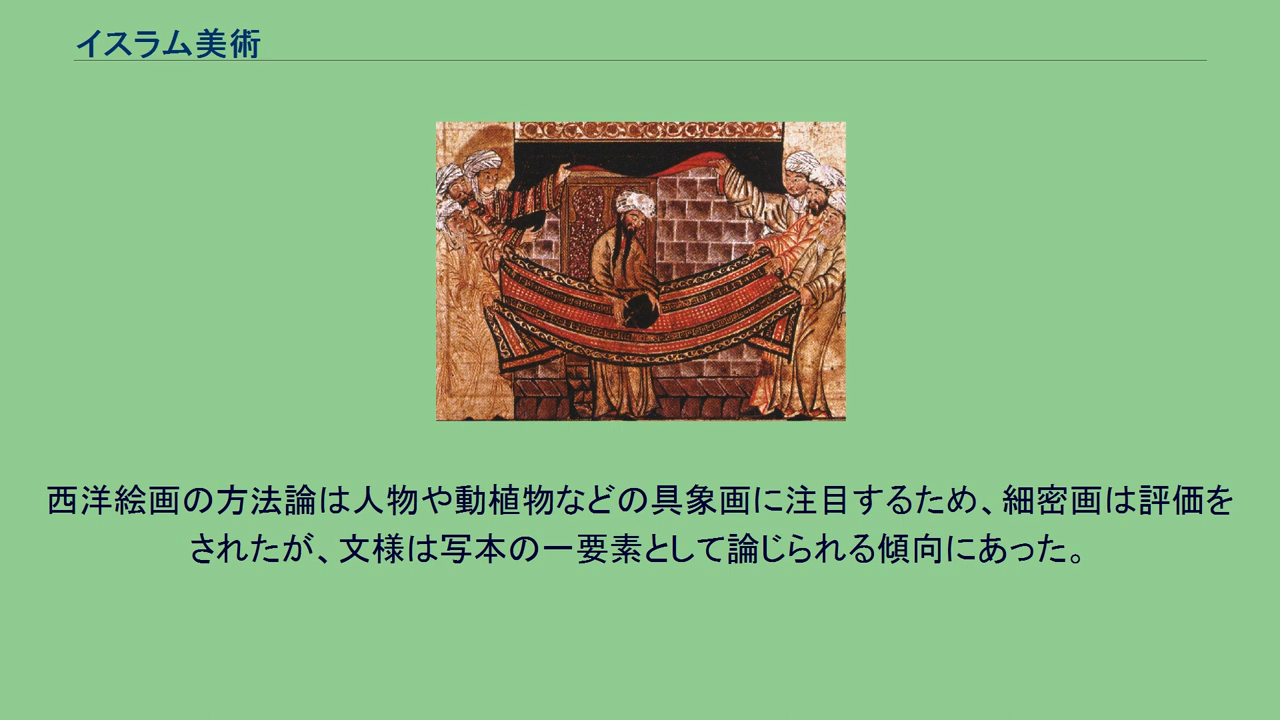 イスラム美術
西洋絵画の方法論は人物や動植物などの具象画に注目するため、細密画は評価を
されたが、文様は写本の一要素として論じられる傾向にあった。